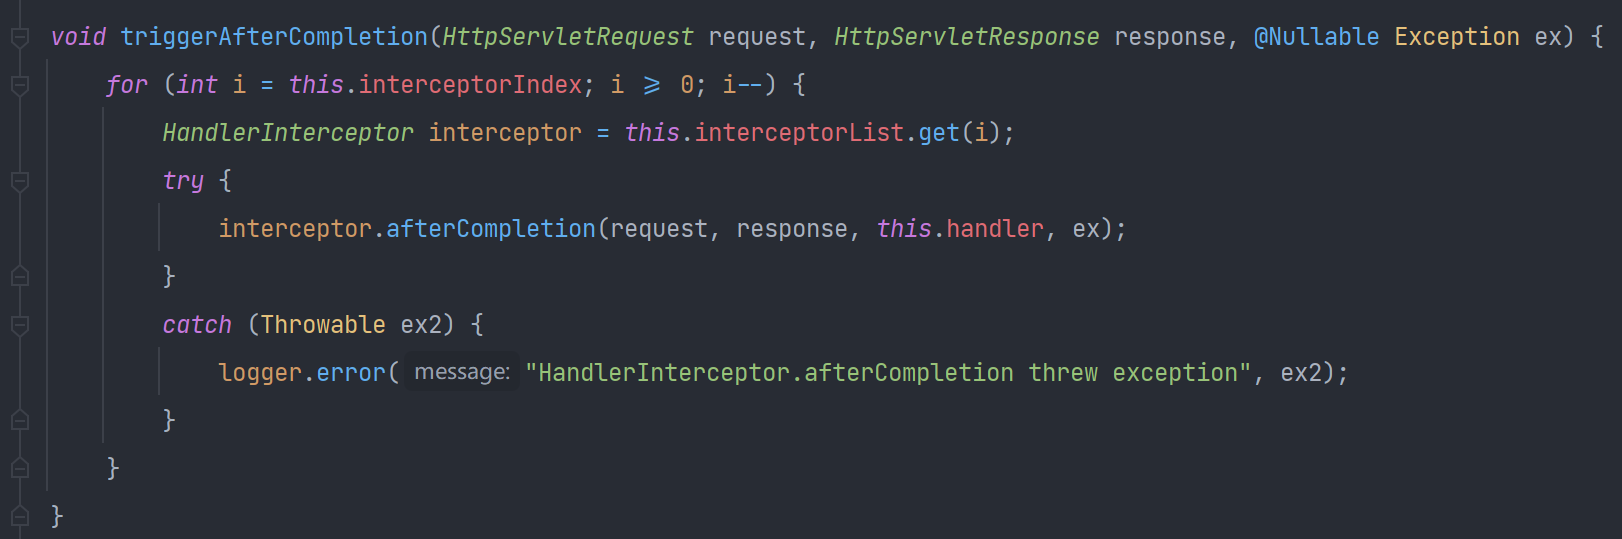 void triggerAfterCompletion(HttpServletRequest request, HttpServletResponse response, @Nullable Exception ex) {
for (int i = this.interceptorIndex; i >= 0; i--) {
HandlerInterceptor interceptor = this.interceptorList.get(i);
try {
interceptor.afterCompletion(request, response, this.handler, ex);
}
catch (Throwable ex2) {
logger.error( message: "HandlerInterceptor.afterCompletion threw exception", ex2);
}
}
}